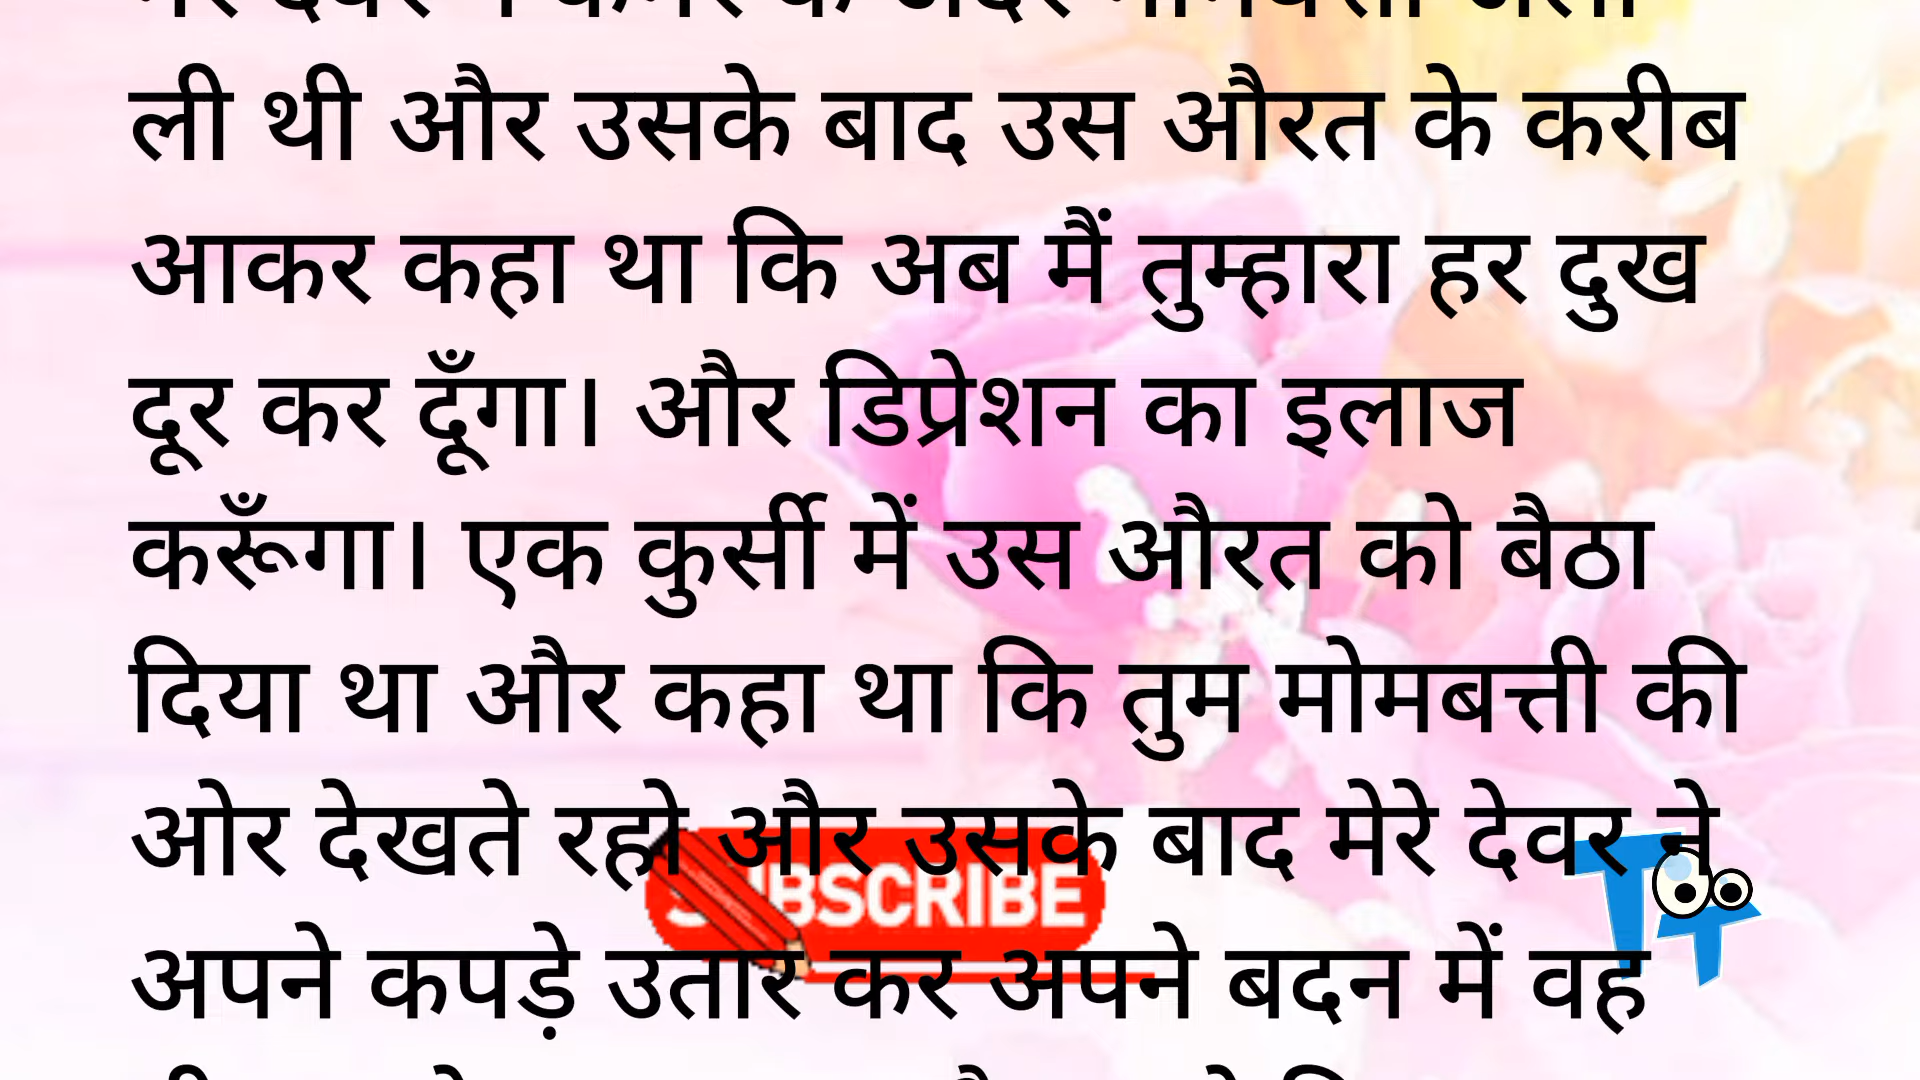 ली थी और उसके बाद उस औरत के करीब
आकर कहा था कि अब मैं तुम्हारा हर दुख
दूर कर दूँगा। और डिप्रेशन का इलाज
करूँगा। एक कुर्सी में उस औरत को बैठा
दिया था और कहा था कि तुम मोमबत्ती की
ओर देखते रहो और उसके बाद मेरे देवर ने
SUBSCRIBE
अपने कपड़े उतार कर अपने बदन में वह